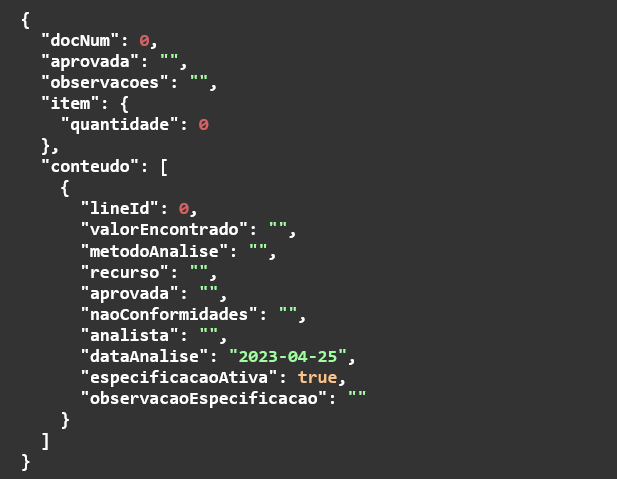 {
  "docNum": 0,
  "aprovada": "",
  "observacoes": "",
  "item": {
    "quantidade": 0
  },
  "conteudo": [
    {
      "lineId": 0,
      "valorEncontrado": "",
      "metodoAnalise": "",
      "recurso": "",
      "aprovada": "",
      "naoConformidades": "",
      "analista": "",
      "dataAnalise": "2023-04-25",
      "especificacaoAtiva": true,
      "observacaoEspecificacao": ""
    }
  ]
}